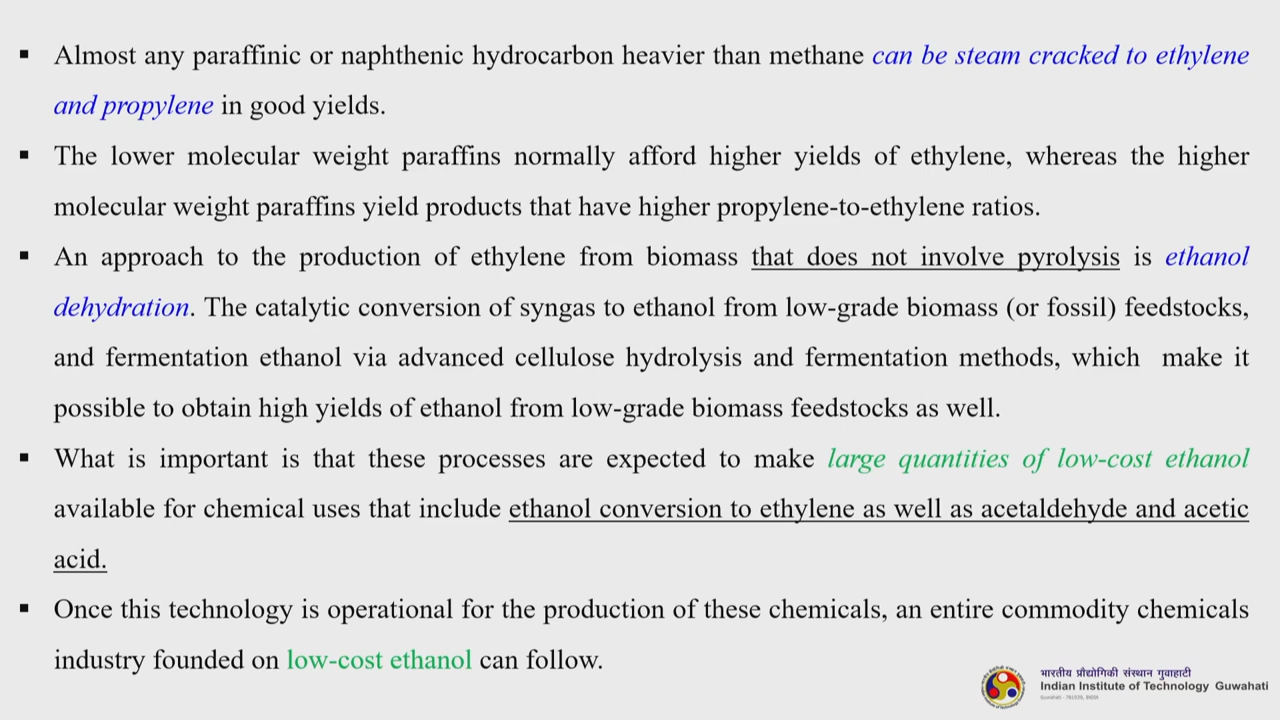 ▪ Almost any paraffinic or naphthenic hydrocarbon heavier than methane can be steam cracked to ethylene
and propylene in good yields.
▪ The lower molecular weight paraffins normally afford higher yields of ethylene, whereas the higher
molecular weight paraffins yield products that have higher propylene-to-ethylene ratios.
▪ An approach to the production of ethylene from biomass that does not involve pyrolysis is ethanol
dehydration. The catalytic conversion of syngas to ethanol from low-grade biomass (or fossil) feedstocks,
and fermentation ethanol via advanced cellulose hydrolysis and fermentation methods, which make it
possible to obtain high yields of ethanol from low-grade biomass feedstocks as well.
▪ What is important is that these processes are expected to make large quantities of low-cost ethanol
available for chemical uses that include ethanol conversion to ethylene as well as acetaldehyde and acetic
acid.
▪ Once this technology is operational for the production of these chemicals, an entire commodity chemicals
industry founded on low-cost ethanol can follow.
भारतीय प्रौद्योगिकी संस्थान गुवाहाटी
Indian Institute of Technology Guwahati
Guwahati - 781039, INDIA